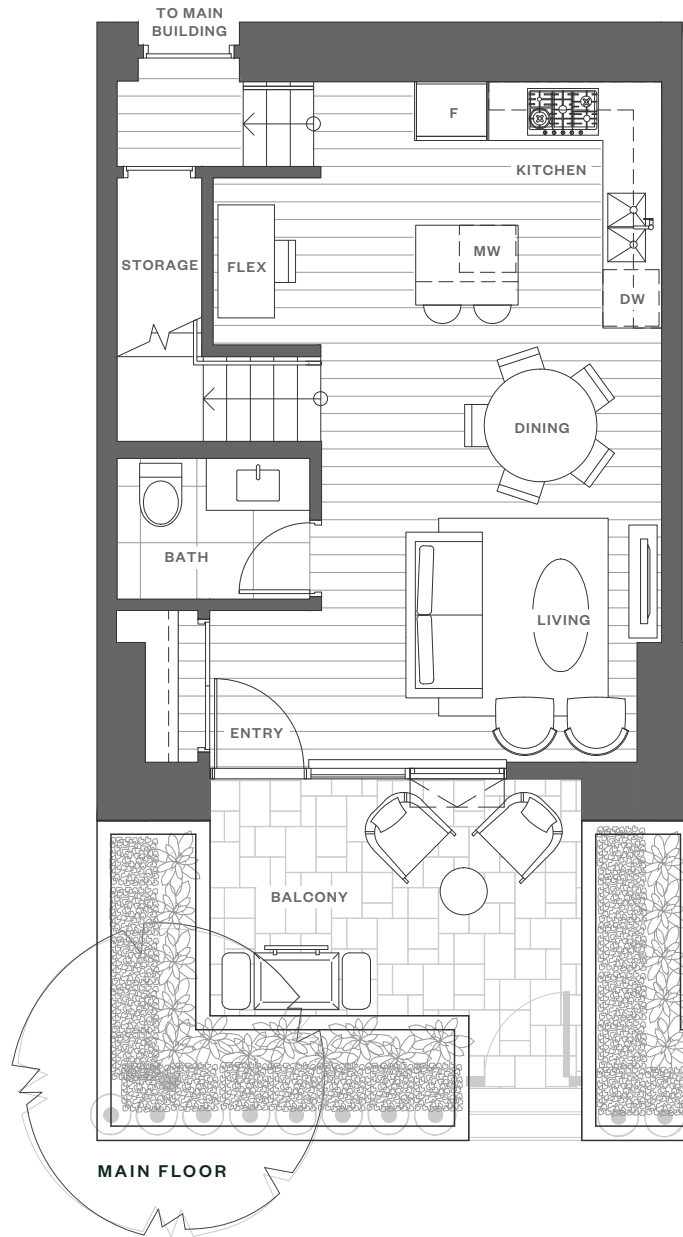 TO MAIN
BUILDING
F
KITCHEN
STORAGE
FLEX
MW
DW
DINING
BATH
LIVING
ENTRY
BALCONY
MAIN FLOOR